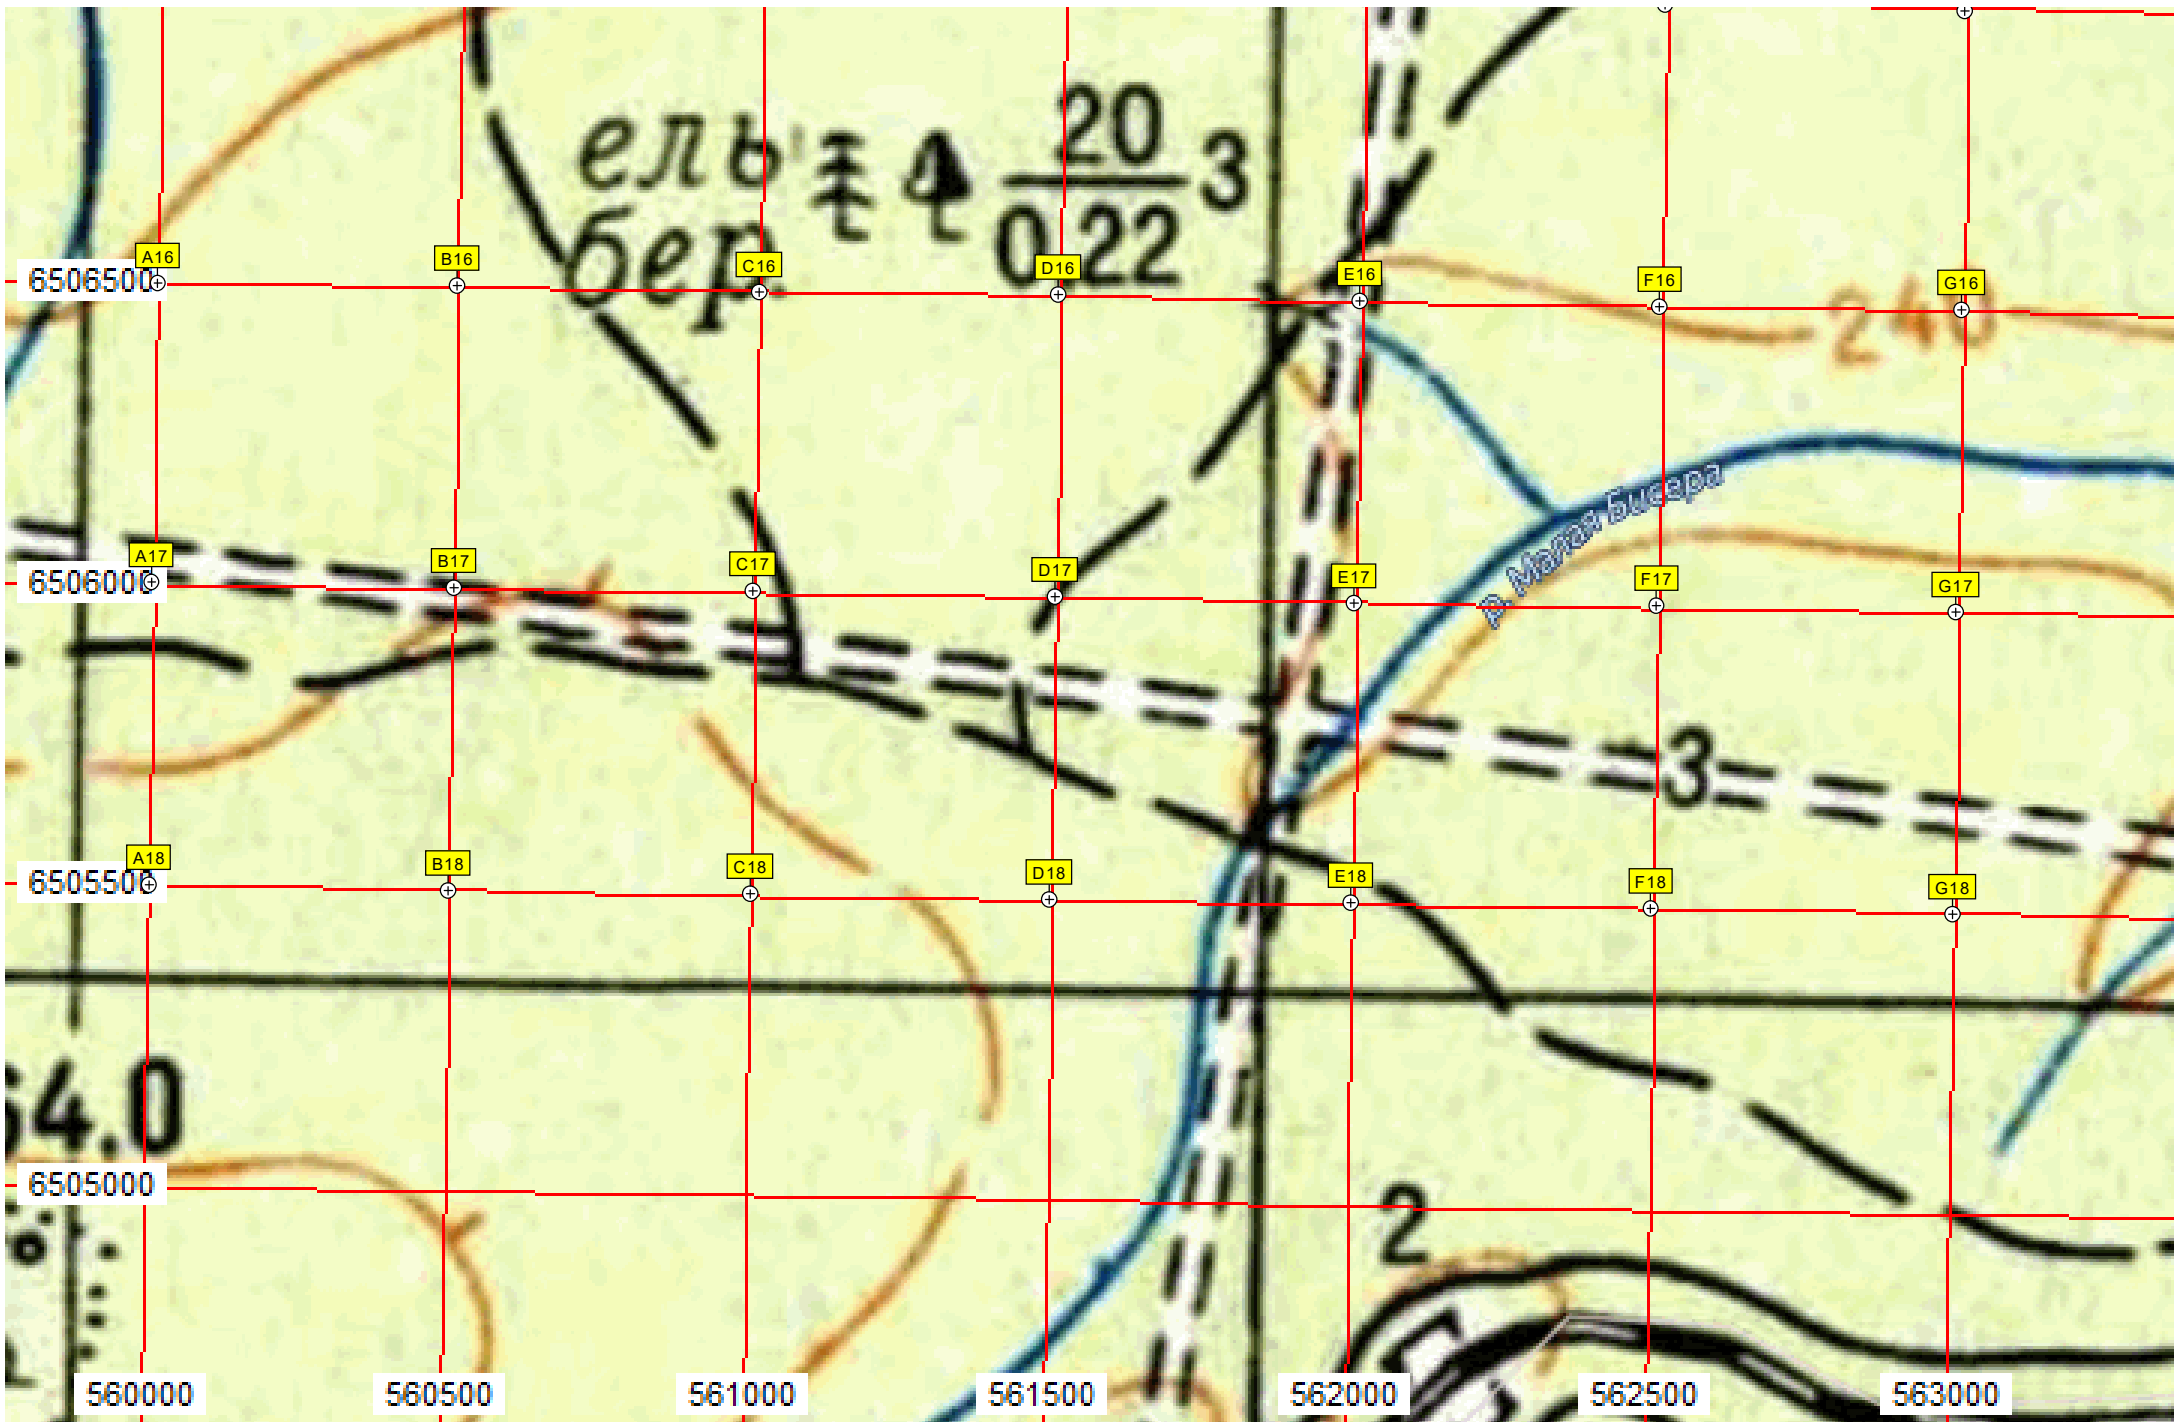 ель 20 3
бер. 0,22
A16 B16 C16 D16 E16 F16 G16
6506500
240
р. Малая Бисера
A17 B17 C17 D17 E17 F17 G17
6506000
3
A18 B18 C18 D18 E18 F18 G18
6505500
64.0
6505000
2
560000 560500 561000 561500 562000 562500 563000